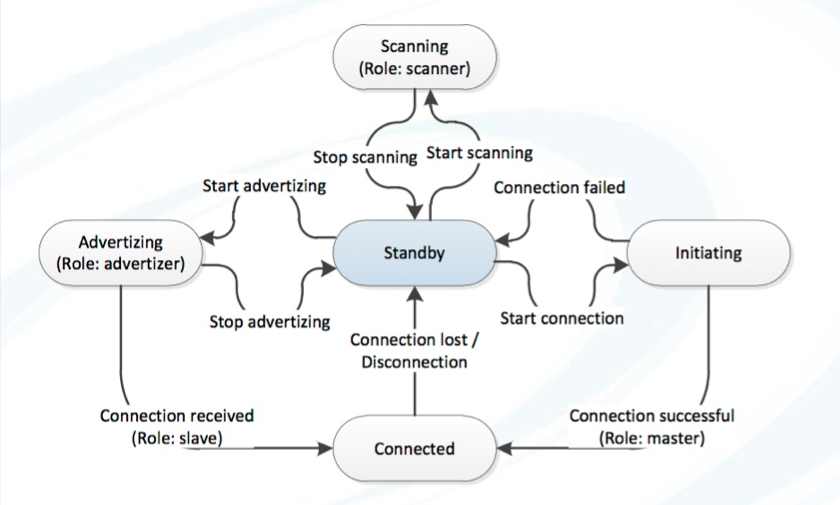 Scanning
(Role: scanner)
Stop scanning
Start scanning
Start advertizing
Connection failed
Advertizing
(Role: advertizer)
Standby
Initiating
Stop advertizing
Start connection
Connection lost /
Disconnection
Connection received
(Role: slave)
Connection successful
(Role: master)
Connected